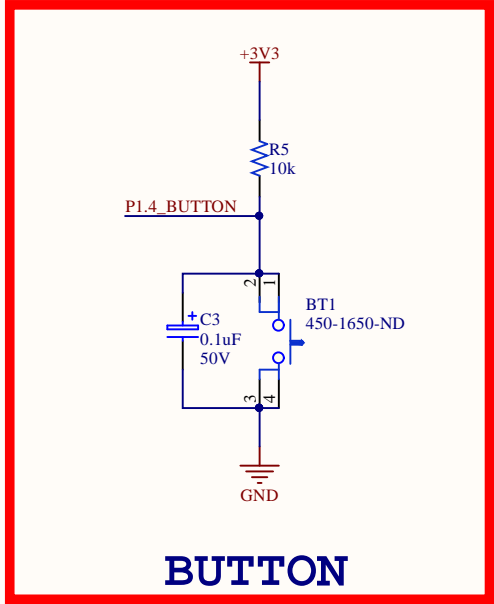 +3V3
R5
10k
P1.4_BUTTON
2
1
BT1
450-1650-ND
+
C3
0.1uF
50V
3
4
GND
BUTTON